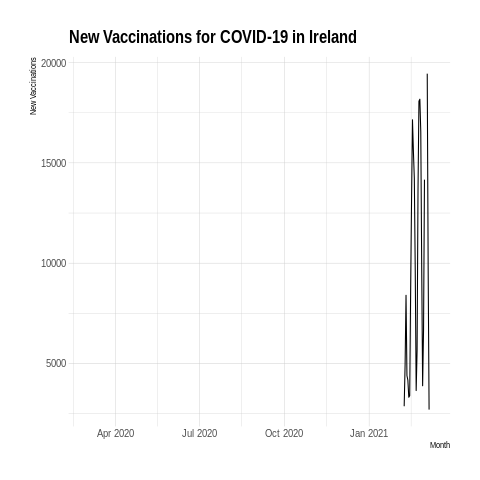 New Vaccinations for COVID-19 in Ireland
New Vaccinations
20000
15000
10000
5000
Apr 2020
Jul 2020
Oct 2020
Jan 2021
Month